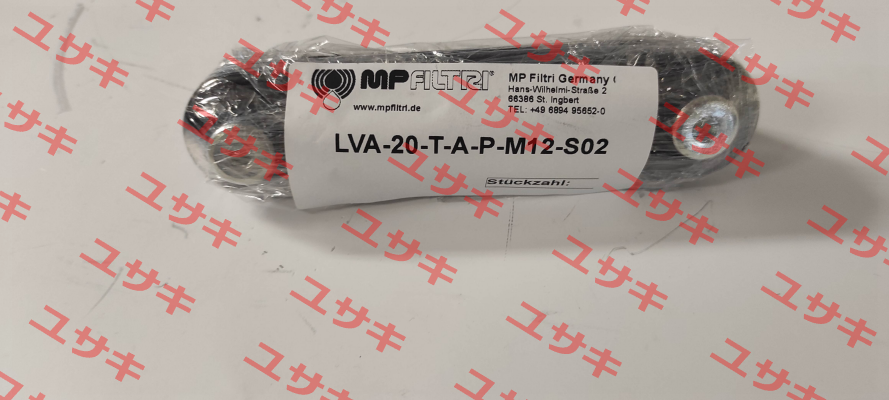 MPFILTRI®
www.mpfiltri.de
MP Filtri Germany
Hans-Wilhelmi-Straße 2
66386 St. Ingbert
TEL: +49 6894 95652-0
LVA-20-T-A-P-M12-S02
Stückzahl:
ユサキ